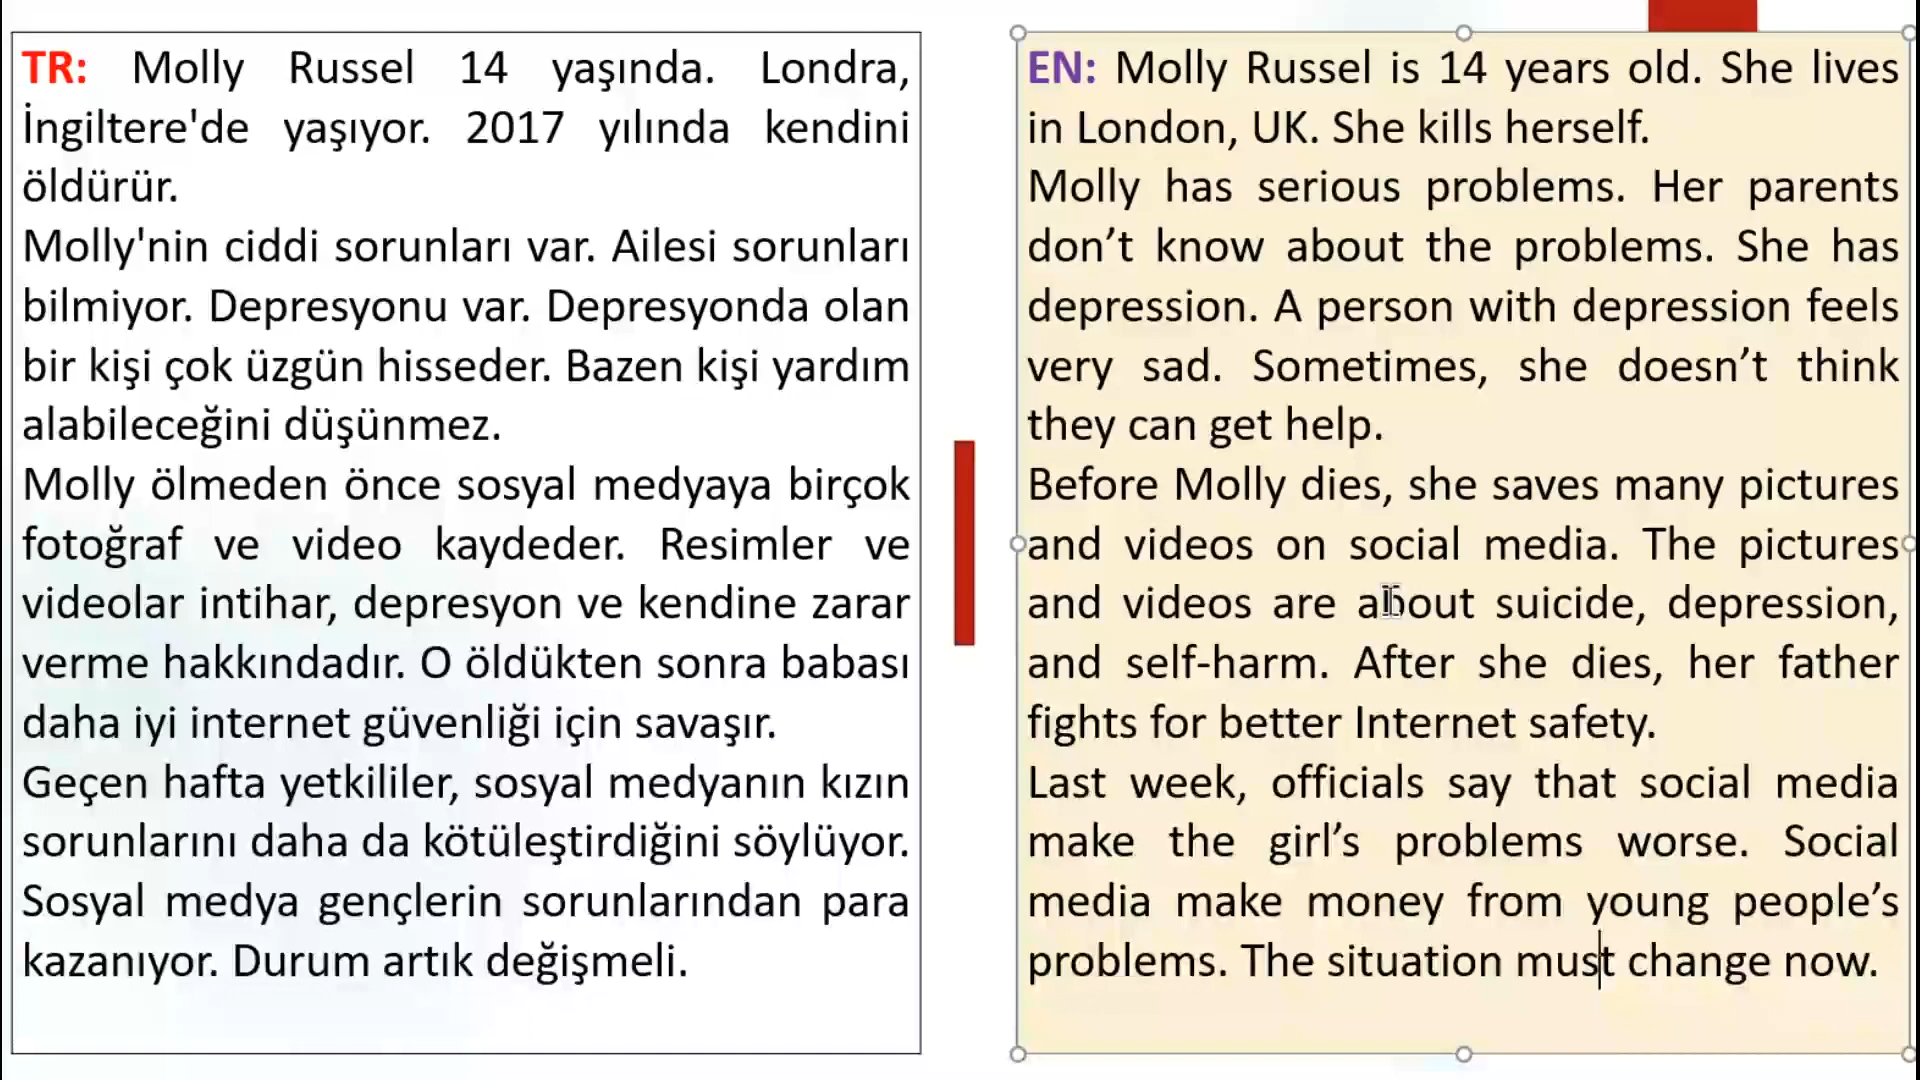 TR: Molly Russel 14 yaşında. Londra,
İngiltere'de yaşıyor. 2017 yılında kendini
öldürür.
Molly'nin ciddi sorunları var. Ailesi sorunları
bilmiyor. Depresyonu var. Depresyonda olan
bir kişi çok üzgün hisseder. Bazen kişi yardım
alabileceğini düşünmez.
Molly ölmeden önce sosyal medyaya birçok
fotoğraf ve video kaydeder. Resimler ve
videolar intihar, depresyon ve kendine zarar
verme hakkındadır. O öldükten sonra babası
daha iyi internet güvenliği için savaşır.
Geçen hafta yetkililer, sosyal medyanın kızın
sorunlarını daha da kötüleştirdiğini söylüyor.
Sosyal medya gençlerin sorunlarından para
kazanıyor. Durum artık değişmeli.
EN: Molly Russel is 14 years old. She lives
in London, UK. She kills herself.
Molly has serious problems. Her parents
don’t know about the problems. She has
depression. A person with depression feels
very sad. Sometimes, she doesn’t think
they can get help.
Before Molly dies, she saves many pictures
and videos on social media. The pictures
and videos are about suicide, depression,
and self-harm. After she dies, her father
fights for better Internet safety.
Last week, officials say that social media
make the girl’s problems worse. Social
media make money from young people’s
problems. The situation must change now.